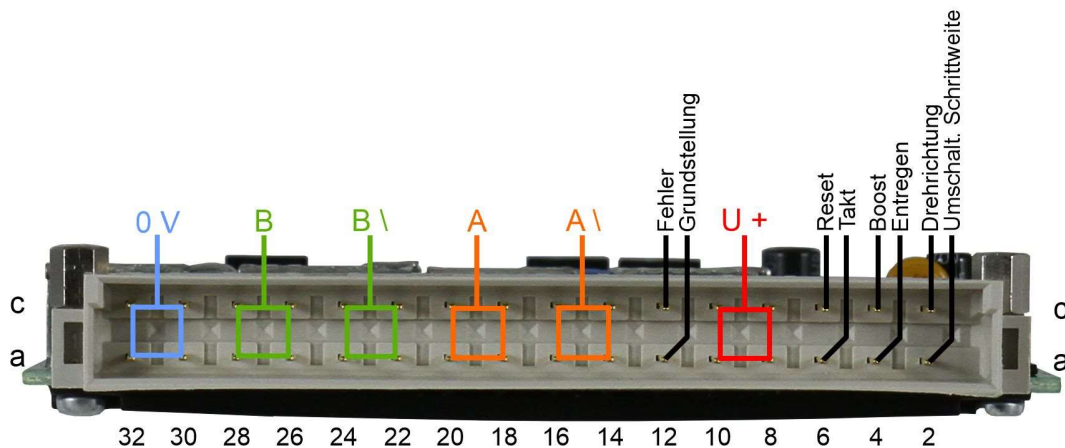 Fehler
Grundstellung
Reset
Takt
Boost
Entregen
Drehrichtung
Umschalt. Schrittweite
0 V
B
B \
A
A \
U +
c
c
a
a
32 30 28 26 24 22 20 18 16 14 12 10 8 6 4 2